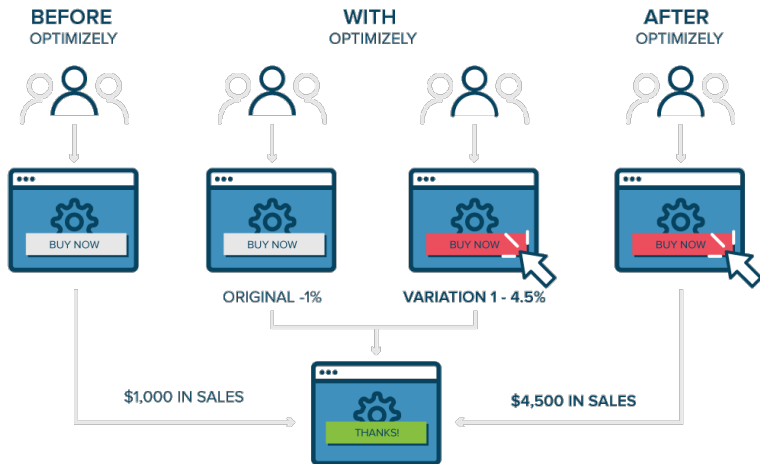 BEFORE
OPTIMIZELY
WITH
OPTIMIZELY
AFTER
OPTIMIZELY
BUY NOW
BUY NOW
BUY NOW
BUY NOW
ORIGINAL -1%
VARIATION 1 - 4.5%
$1,000 IN SALES
$4,500 IN SALES
THANKS!